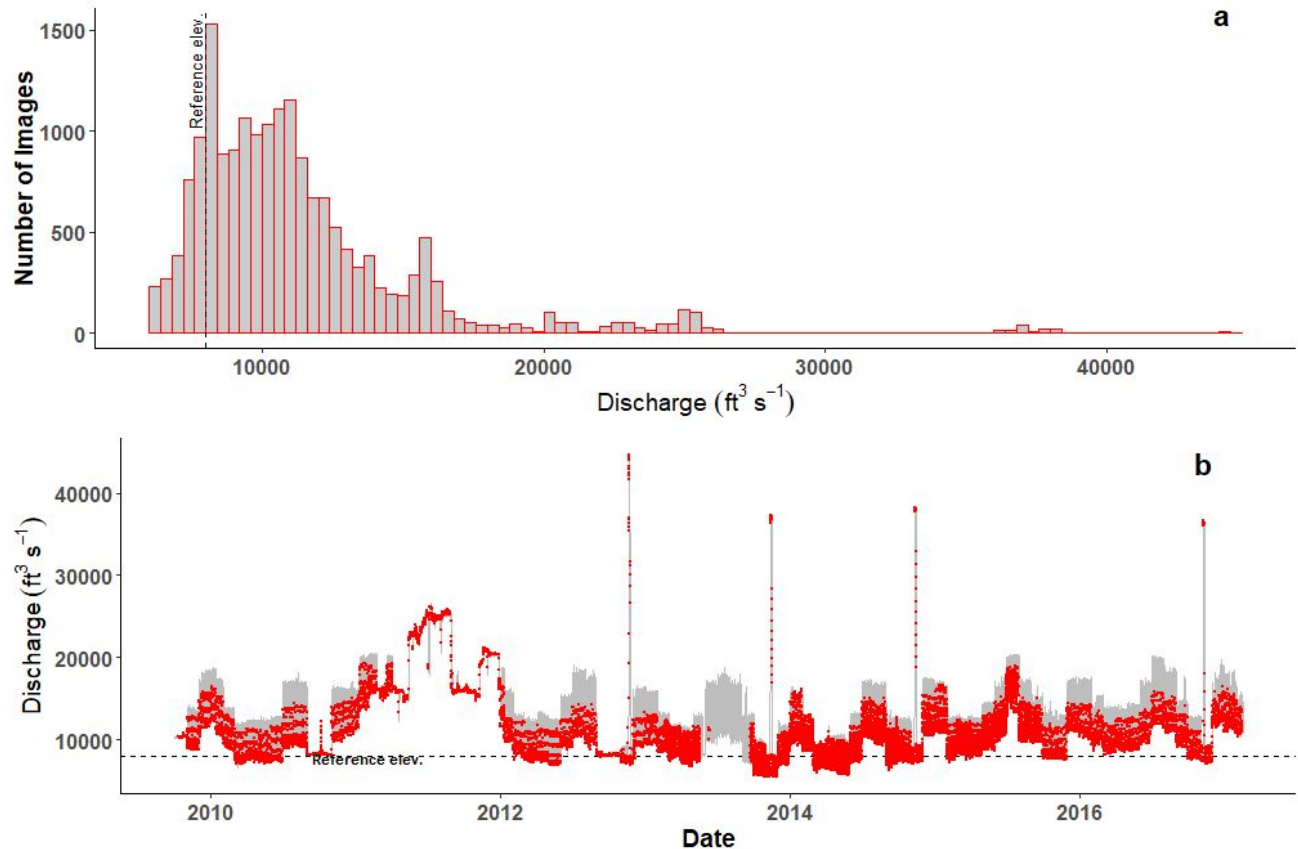 a
1500
1000
500
0
Number of Images
Reference elev.
10000 20000 30000 40000
Discharge (ft³ s⁻¹)
b
40000
30000
20000
10000
Discharge (ft³ s⁻¹)
Reference elev.
2010 2012 2014 2016
Date